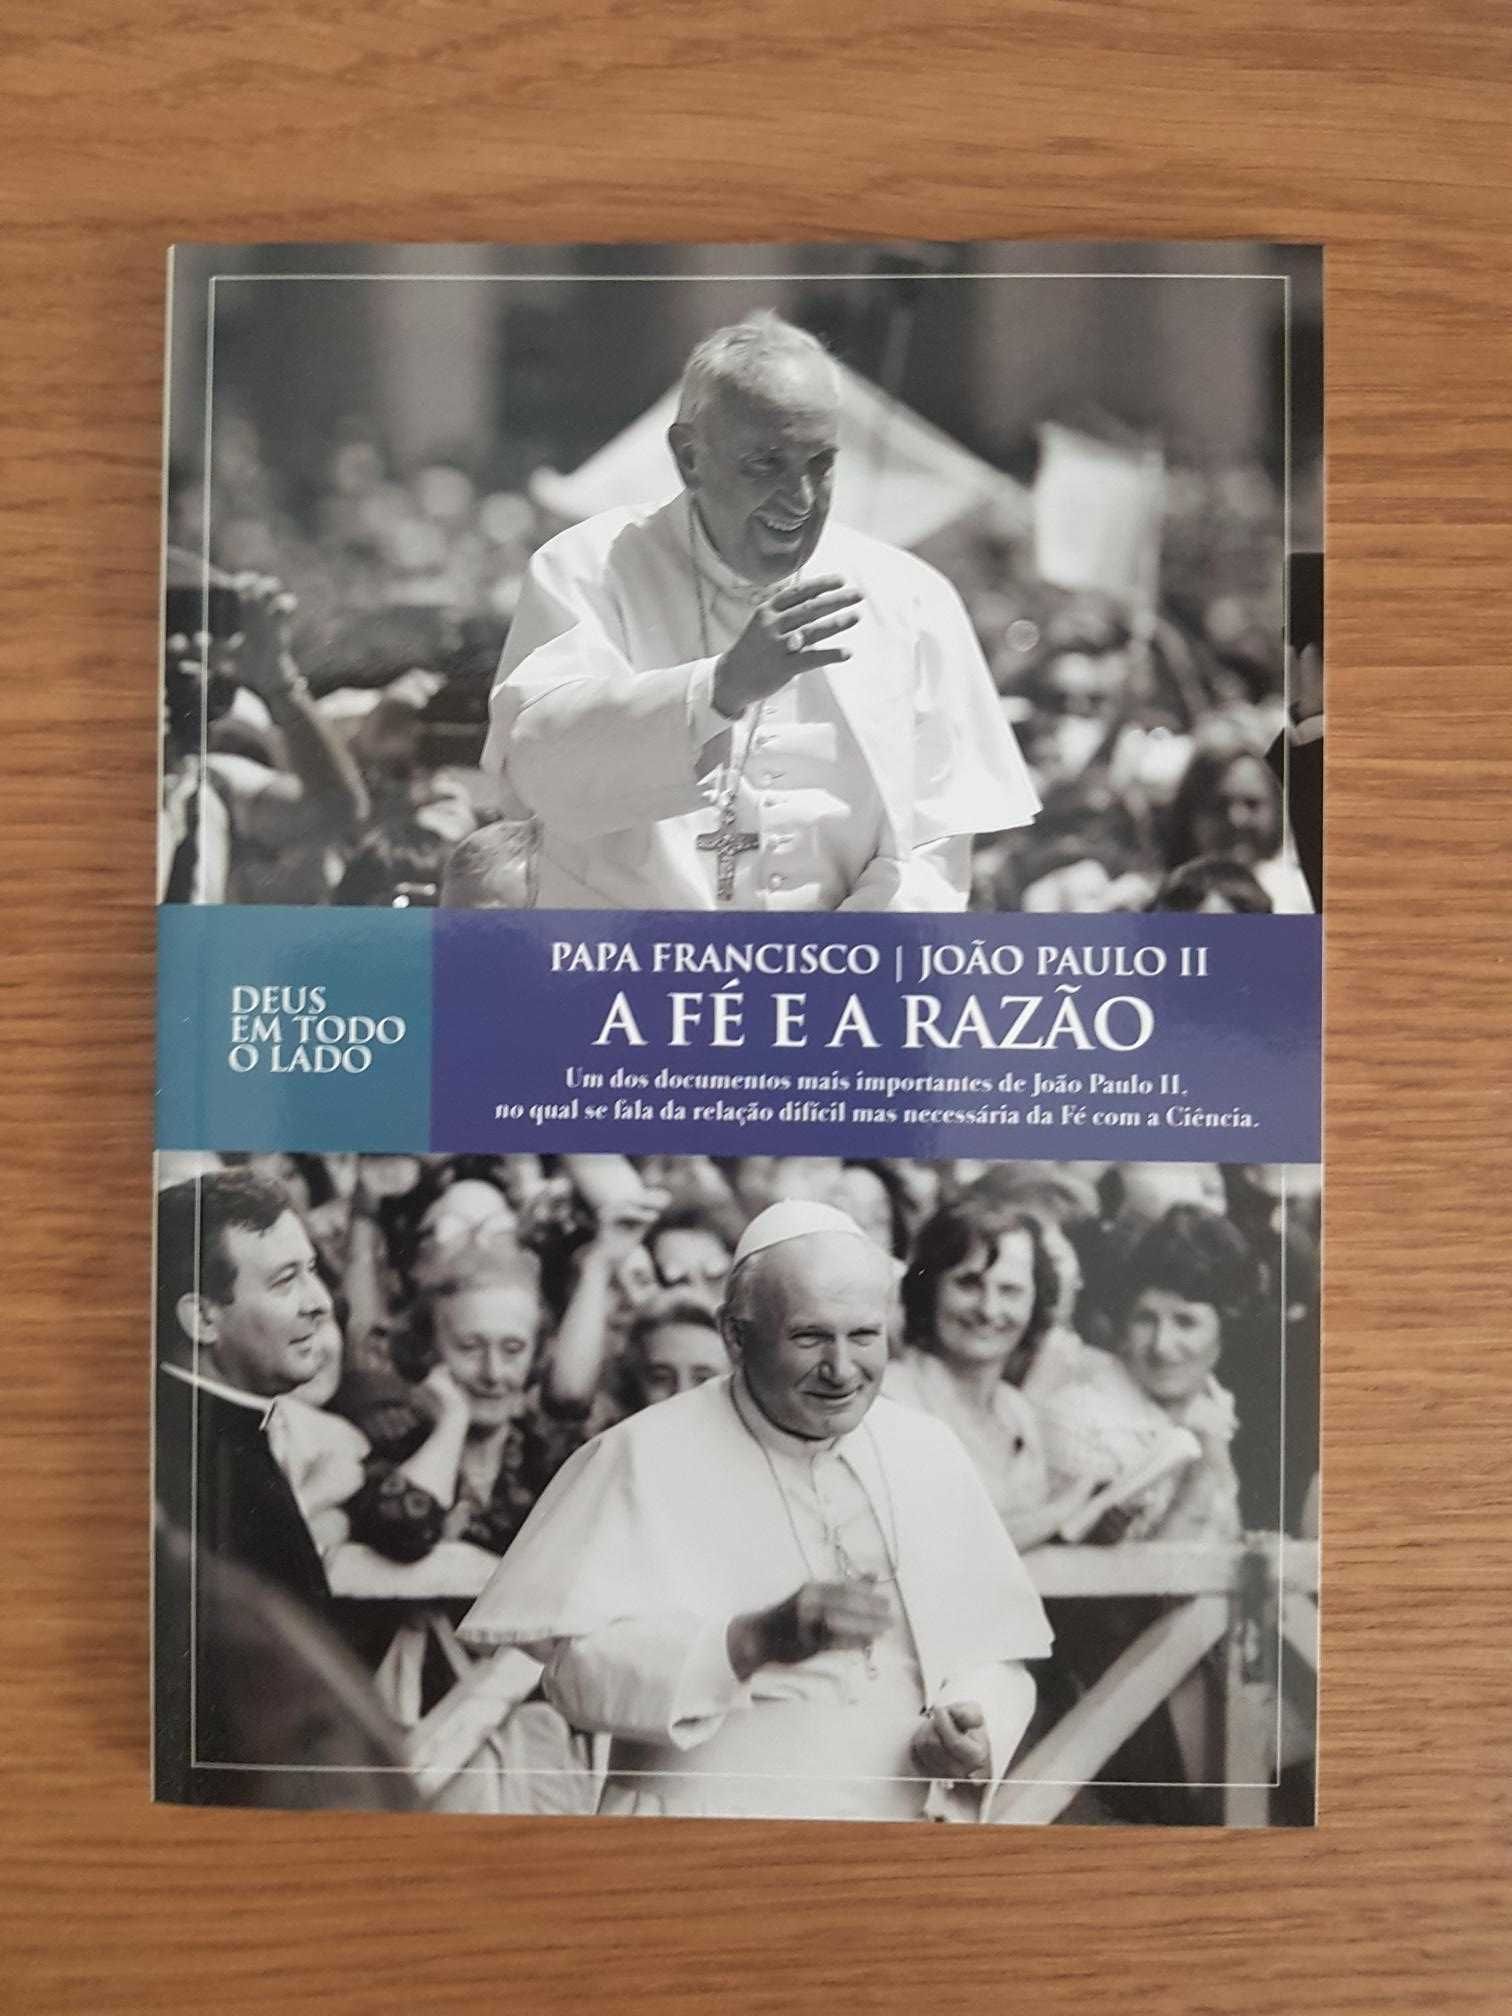 DEUS
EM TODO
O LADO
PAPA FRANCISCO | JOÃO PAULO II
A FÉ E A RAZÃO
Um dos documentos mais importantes de João Paulo II,
no qual se fala da relação difícil mas necessária da Fé com a Ciência.